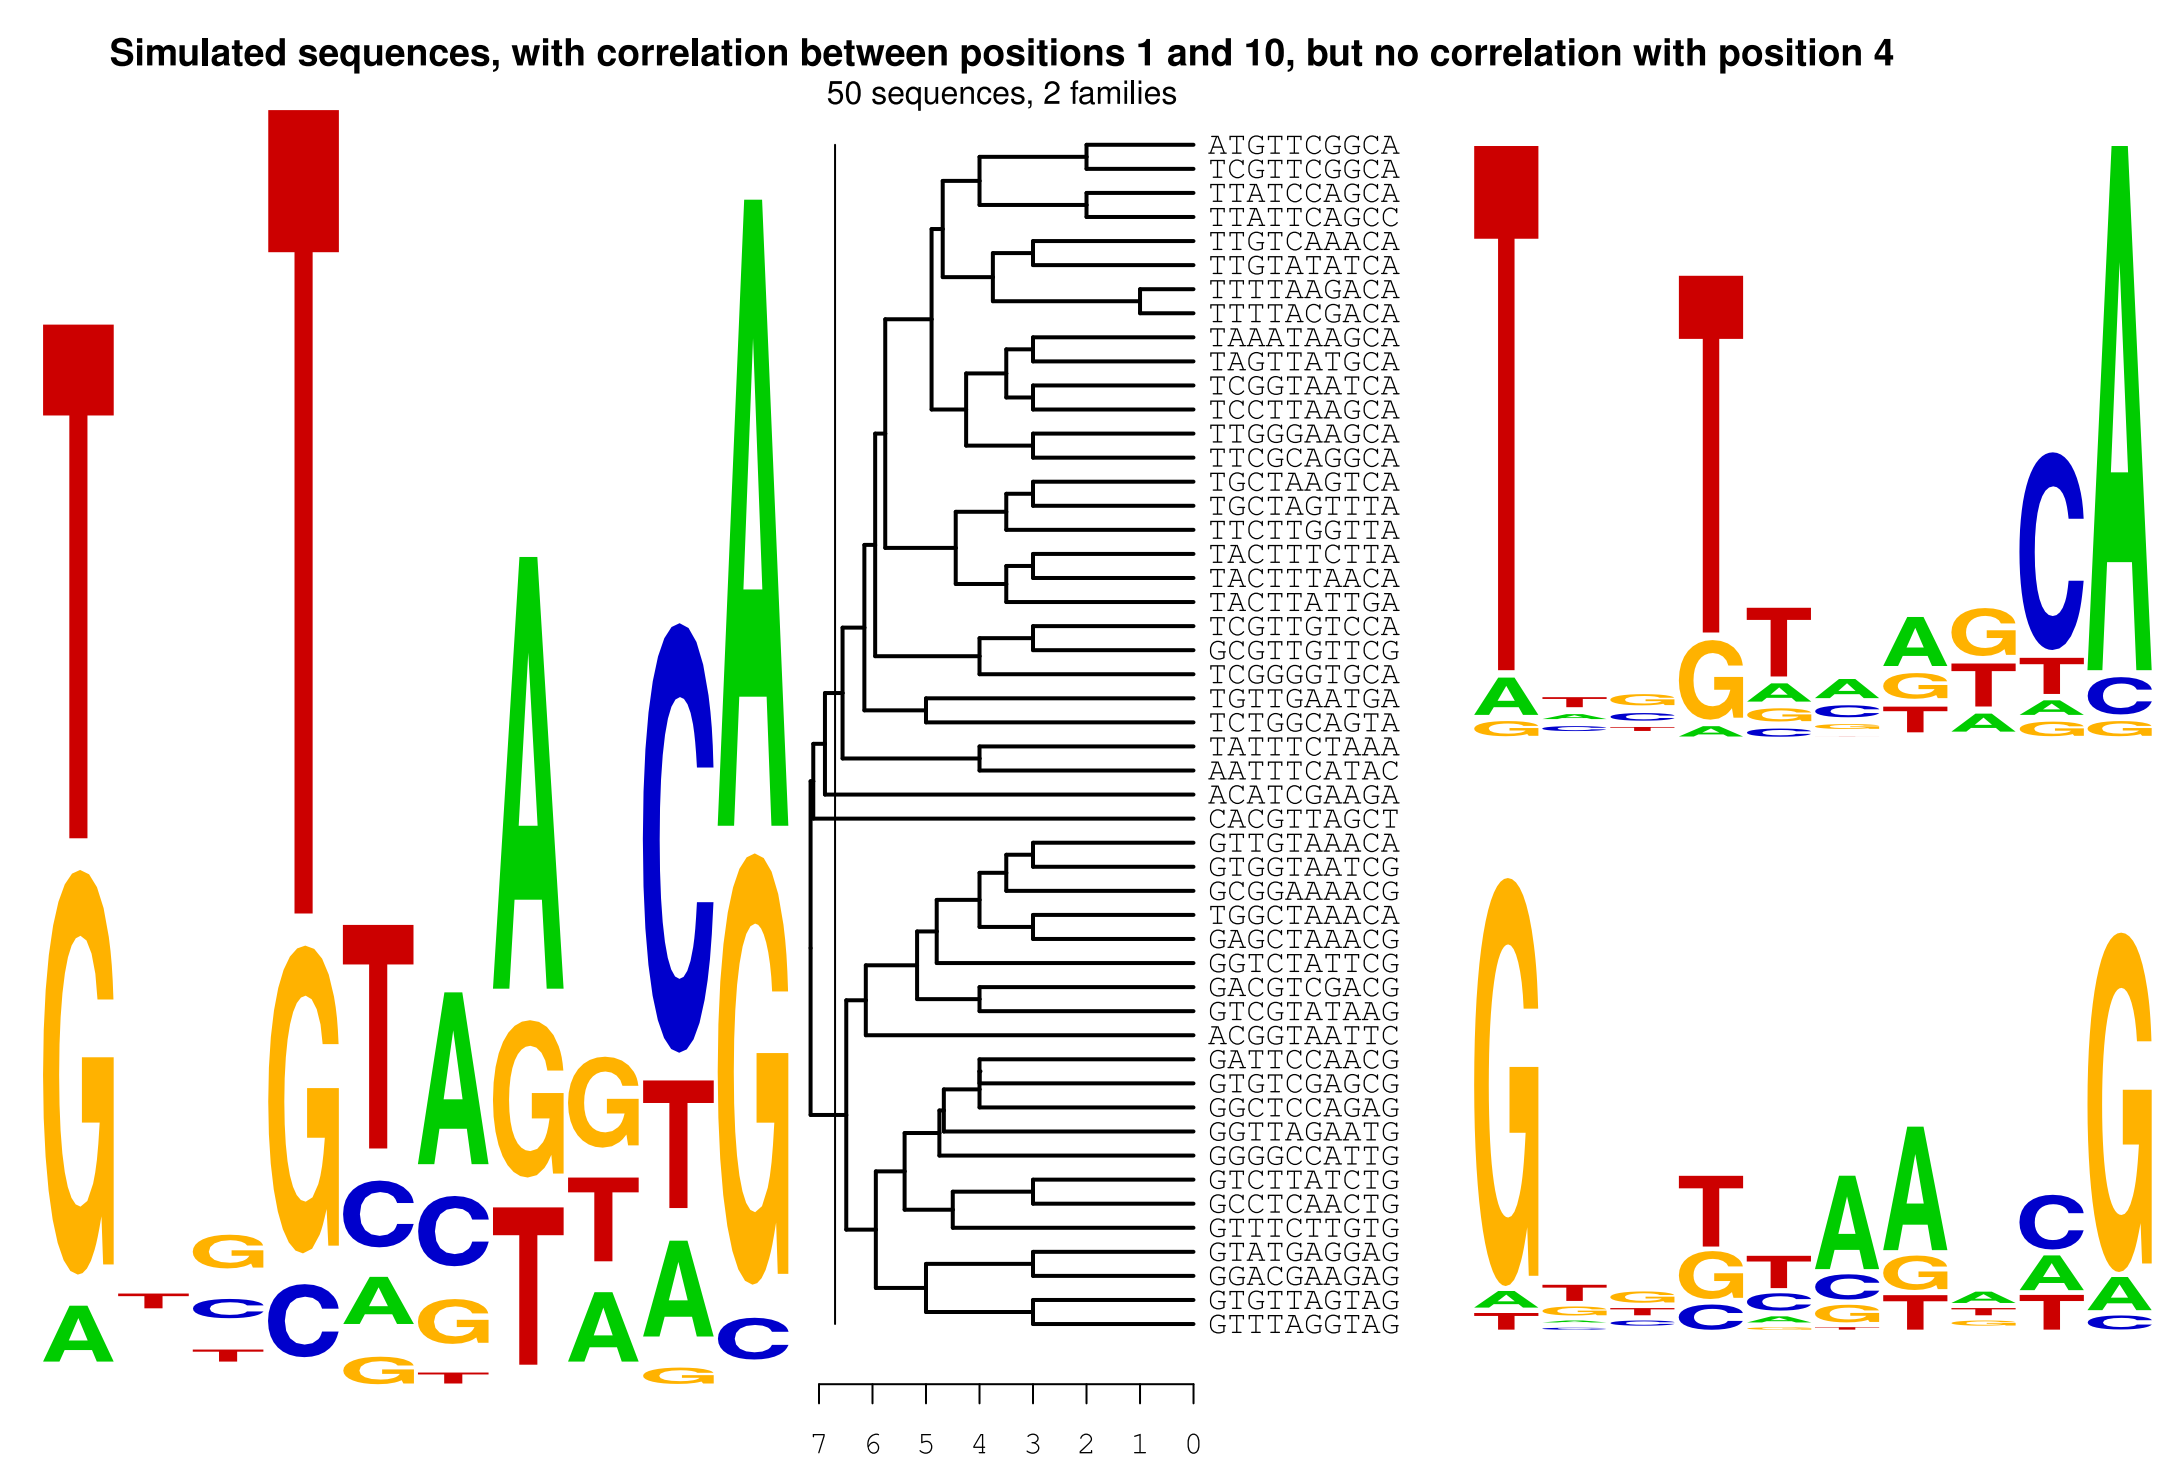 Simulated sequences, with correlation between positions 1 and 10, but no correlation with position 4
50 sequences, 2 families
ATGTTCGGCA
TCGTTCGGCA
TTATCCAGCA
TTATTCAGCC
TTGTCAAACA
TTGTATATCA
TTTTAAGACA
TTTTACGACA
TAAATAAGCA
TAGTTATGCA
TCGGTAATCA
TCCTTAAGCA
TTGGGAAGCA
TTCGCAGGCA
TGCTAAGTCA
TGCTAGTTTA
TTCTTGGTTA
TACTTTCTTA
TACTTTAACA
TACTTATTGA
TCGTTGTCCA
GCGTTGTTCG
TCGGGGTGCA
TGTTGAATGA
TCTGGCAGTA
TATTTCTAAA
AATTTCATAC
ACATCGAAGA
CACGTTAGCT
GTTGTAAACA
GTGGTAATCG
GCGGAAAACG
TGGCTAAACA
GAGCTAAACG
GGTCTATTCG
GACGTCGACG
GTCGTATAAG
ACGGTAATTC
GATTCCAACG
GTGTCGAGCG
GGCTCCAGAG
GGTTAGAATG
GGGGCCATTG
GTCTTATCTG
GCCTCAACTG
GTTTCTTGTG
GTATGAGGAG
GGACGAAGAG
GTGTTAGTAG
GTTTAGGTAG
7 6 5 4 3 2 1 0